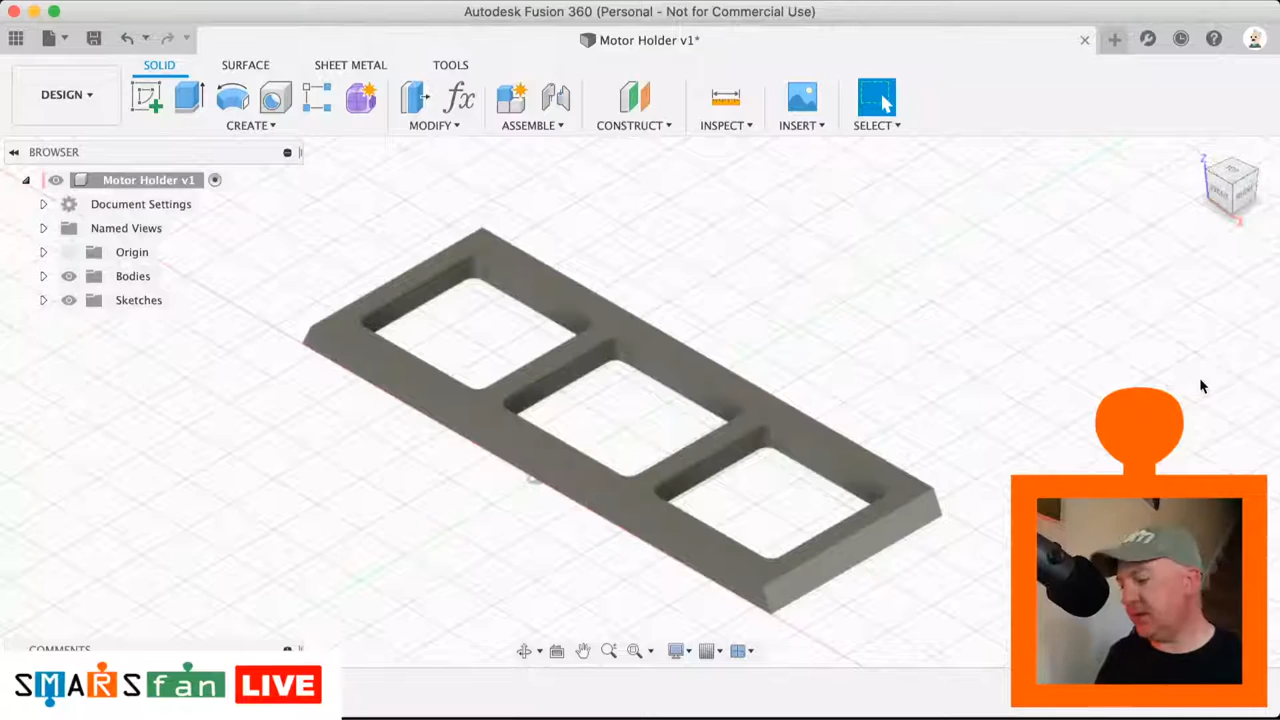 Autodesk Fusion 360 (Personal - Not for Commercial Use)
Motor Holder v1*
SOLID SURFACE SHEET METAL TOOLS
DESIGN
CREATE MODIFY ASSEMBLE CONSTRUCT INSPECT INSERT SELECT
BROWSER
Motor Holder v1
Document Settings
Named Views
Origin
Bodies
Sketches
Z
TOP
X
COMMENTS
SMARS fan LIVE